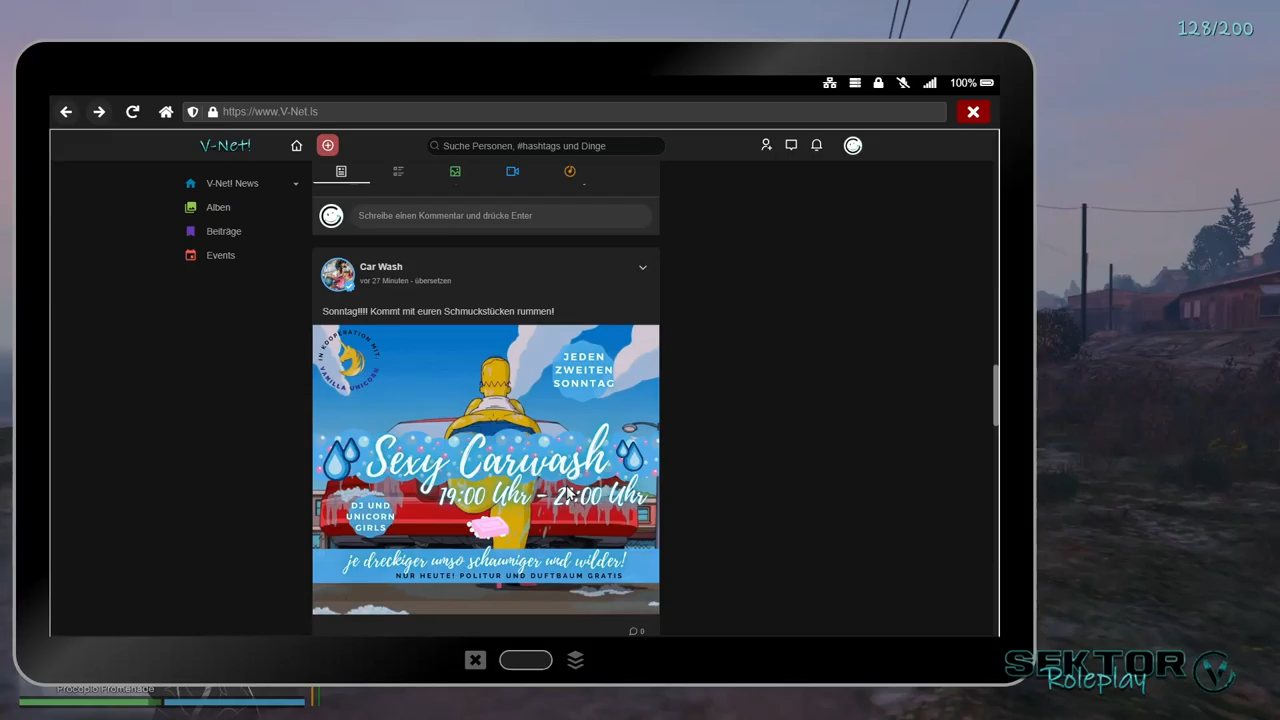 128/200
100%
https://www.V-Net.ls
V-Net!
Suche Personen, #hashtags und Dinge
V-Net! News
Alben
Beiträge
Events
Schreibe einen Kommentar und drücke Enter
Car Wash
vor 27 Minuten - übersetzen
Sonntag!!!! Kommt mit euren Schmuckstücken rummen!
IN KOOPERATION MIT:
VANILLA UNICORN
JEDEN
ZWEITEN
SONNTAG
Sexy Carwash
19:00 Uhr -
:00 Uhr
DJ UND
UNICORN
GIRLS
je dreckiger umso schaumiger und wilder!
NUR HEUTE! POLITUR UND DUFTBAUM GRATIS
0
SEKTOR
Roleplay
Procopio Promenade